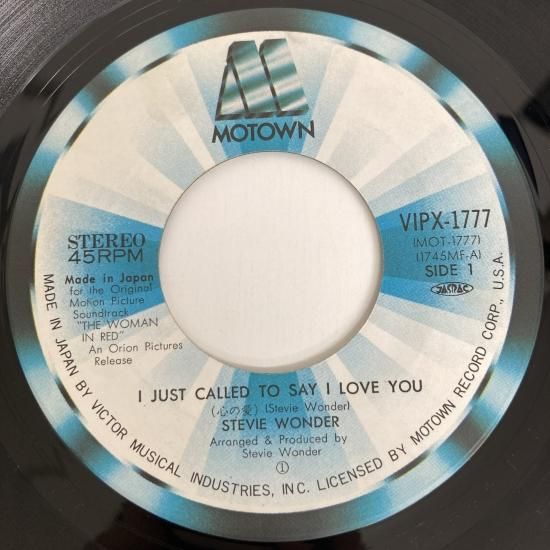 MOTOWN
STEREO
45RPM
Made in Japan
for the Original
Motion Picture
Soundtrack
"THE WOMAN
IN RED"
An Orion Pictures
Release
VIPX-1777
(MOT-1777)
(1745MF-A)
SIDE 1
JASRAC
I JUST CALLED TO SAY I LOVE YOU
(心の愛) (Stevie Wonder)
STEVIE WONDER
Arranged & Produced by
Stevie Wonder
①
MADE IN JAPAN BY VICTOR MUSICAL INDUSTRIES, INC. LICENSED BY MOTOWN RECORD CORP., U.S.A.